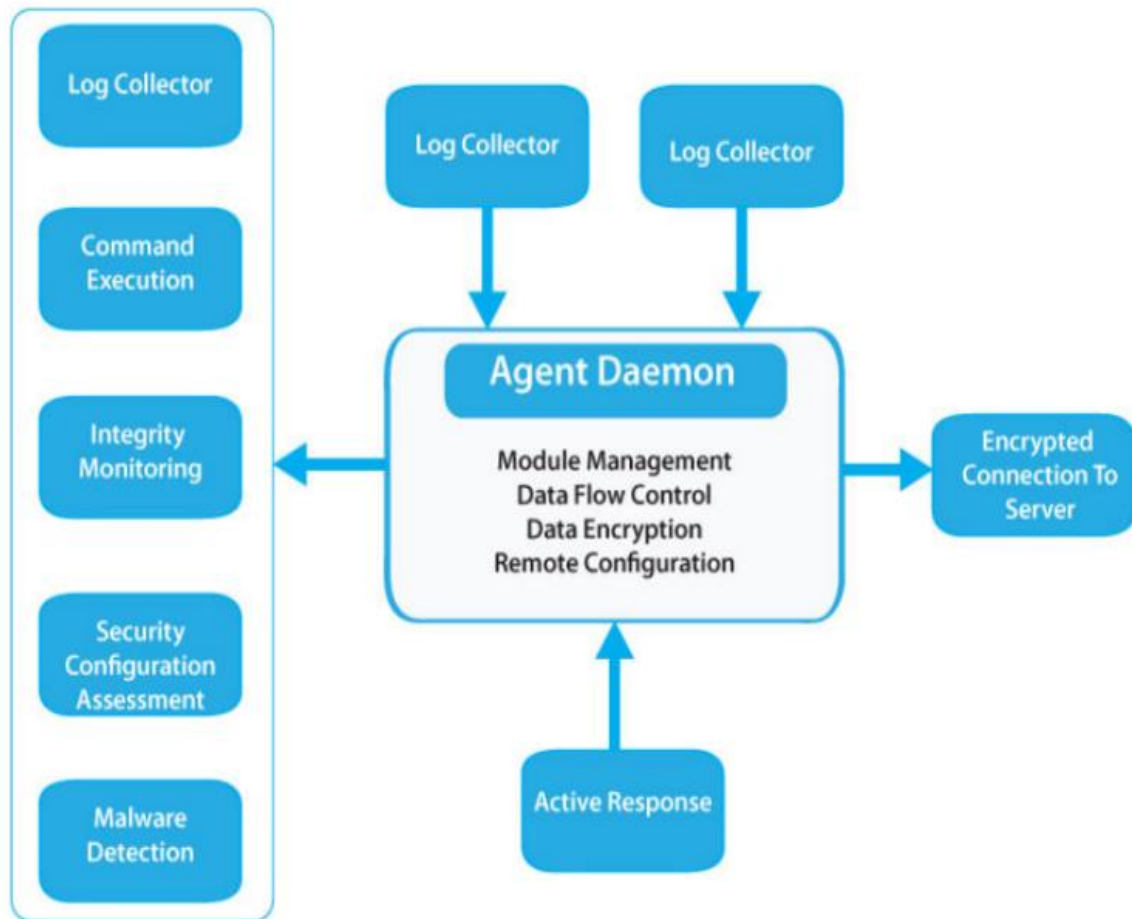 Log Collector
Command
Execution
Integrity
Monitoring
Security
Configuration
Assessment
Malware
Detection
Log Collector
Log Collector
Agent Daemon
Module Management
Data Flow Control
Data Encryption
Remote Configuration
Encrypted
Connection To
Server
Active Response